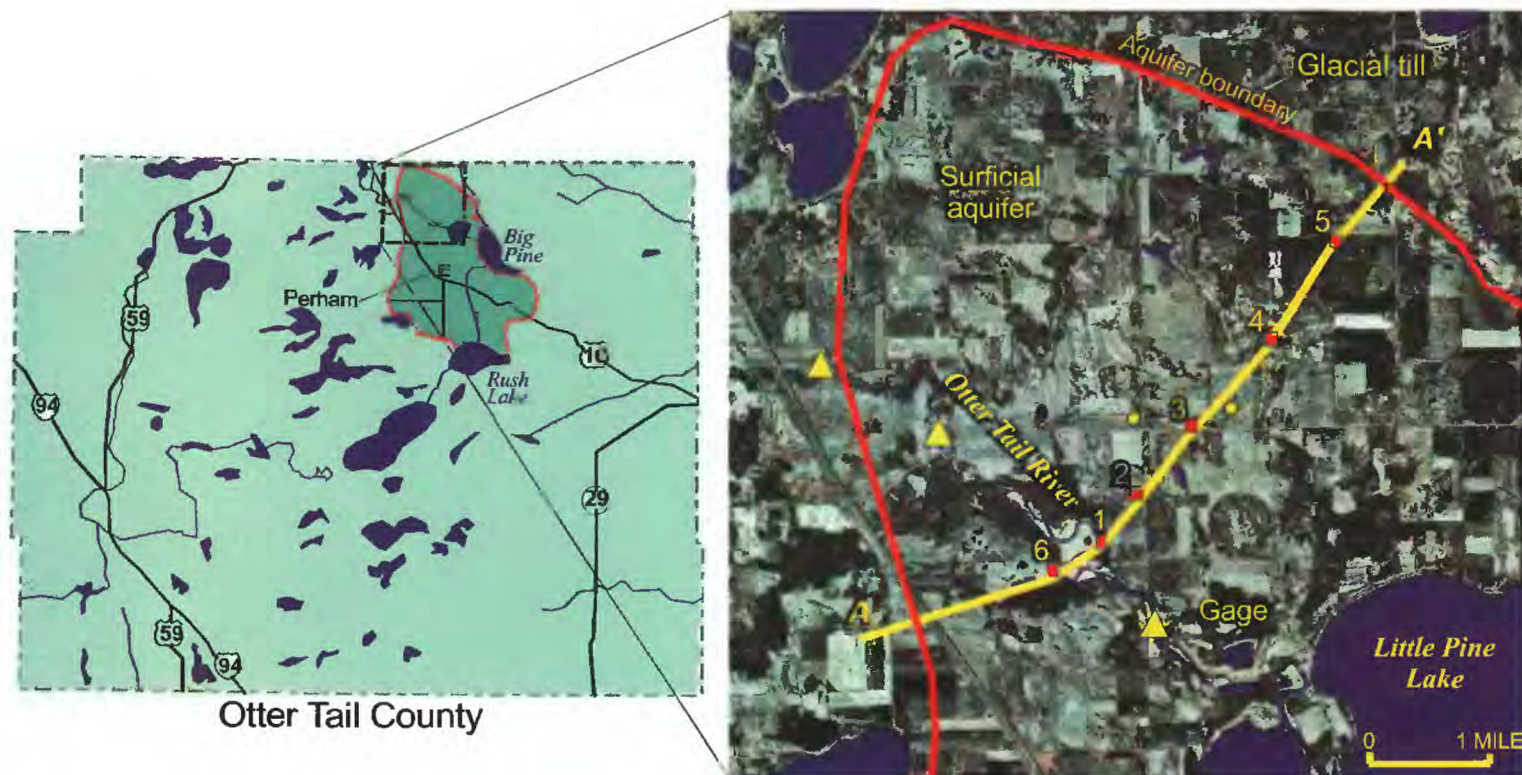 59
94
Perham
Big
Pine
Rush
Lake
10
29
59
94
Otter Tail County
Aquifer boundary
Glacial till
A'
Surficial
aquifer
5
4
3
Otter Tail River
2
1
6
A
Gage
Little Pine
Lake
0 1 MILE